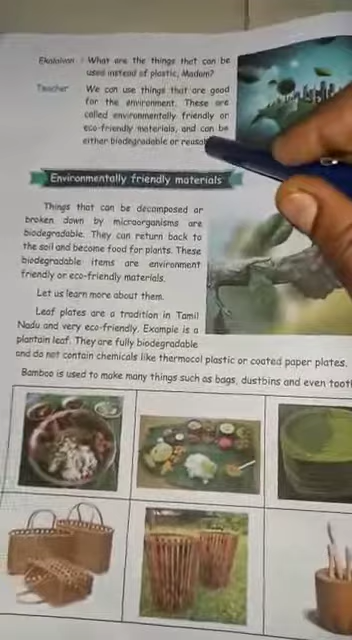 Ekalaivan : What are the things that can be
used instead of plastic, Madam?
Teacher : We can use things that are good
for the environment. These are
called environmentally friendly or
eco-friendly materials, and can be
either biodegradable or
Environmentally friendly materials
Things that can be decomposed or
broken down by microorganisms are
biodegradable. They can return back to
the soil and become food for plants. These
biodegradable items are environment
friendly or eco-friendly materials.
Let us learn more about them.
Leaf plates are a tradition in Tamil
Nadu and very eco-friendly. Example is a
plantain leaf. They are fully biodegradable
and do not contain chemicals like thermocol plastic or coated paper plates.
Bamboo is used to make many things such as bags, dustbins and even